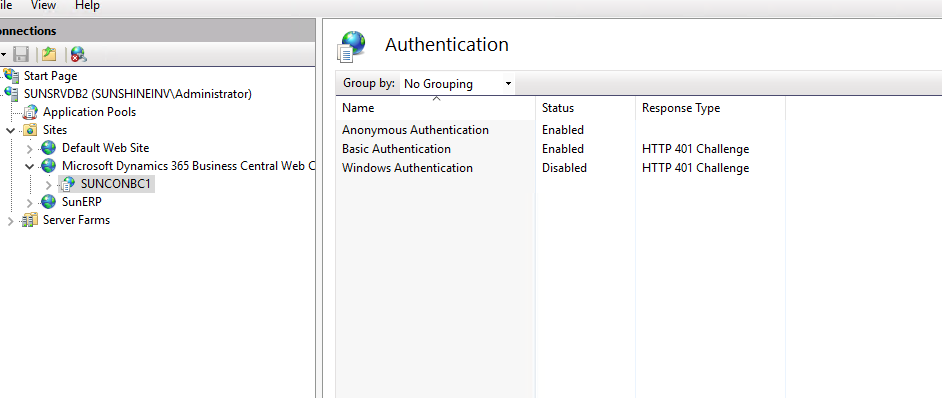 ile View Help
onnections
Start Page
SUNSRVDB2 (SUNSHINEINV\Administrator)
Application Pools
Sites
Default Web Site
Microsoft Dynamics 365 Business Central Web C
SUNCONBC1
SunERP
Server Farms
Authentication
Group by: No Grouping
Name Status Response Type
Anonymous Authentication Enabled
Basic Authentication Enabled HTTP 401 Challenge
Windows Authentication Disabled HTTP 401 Challenge